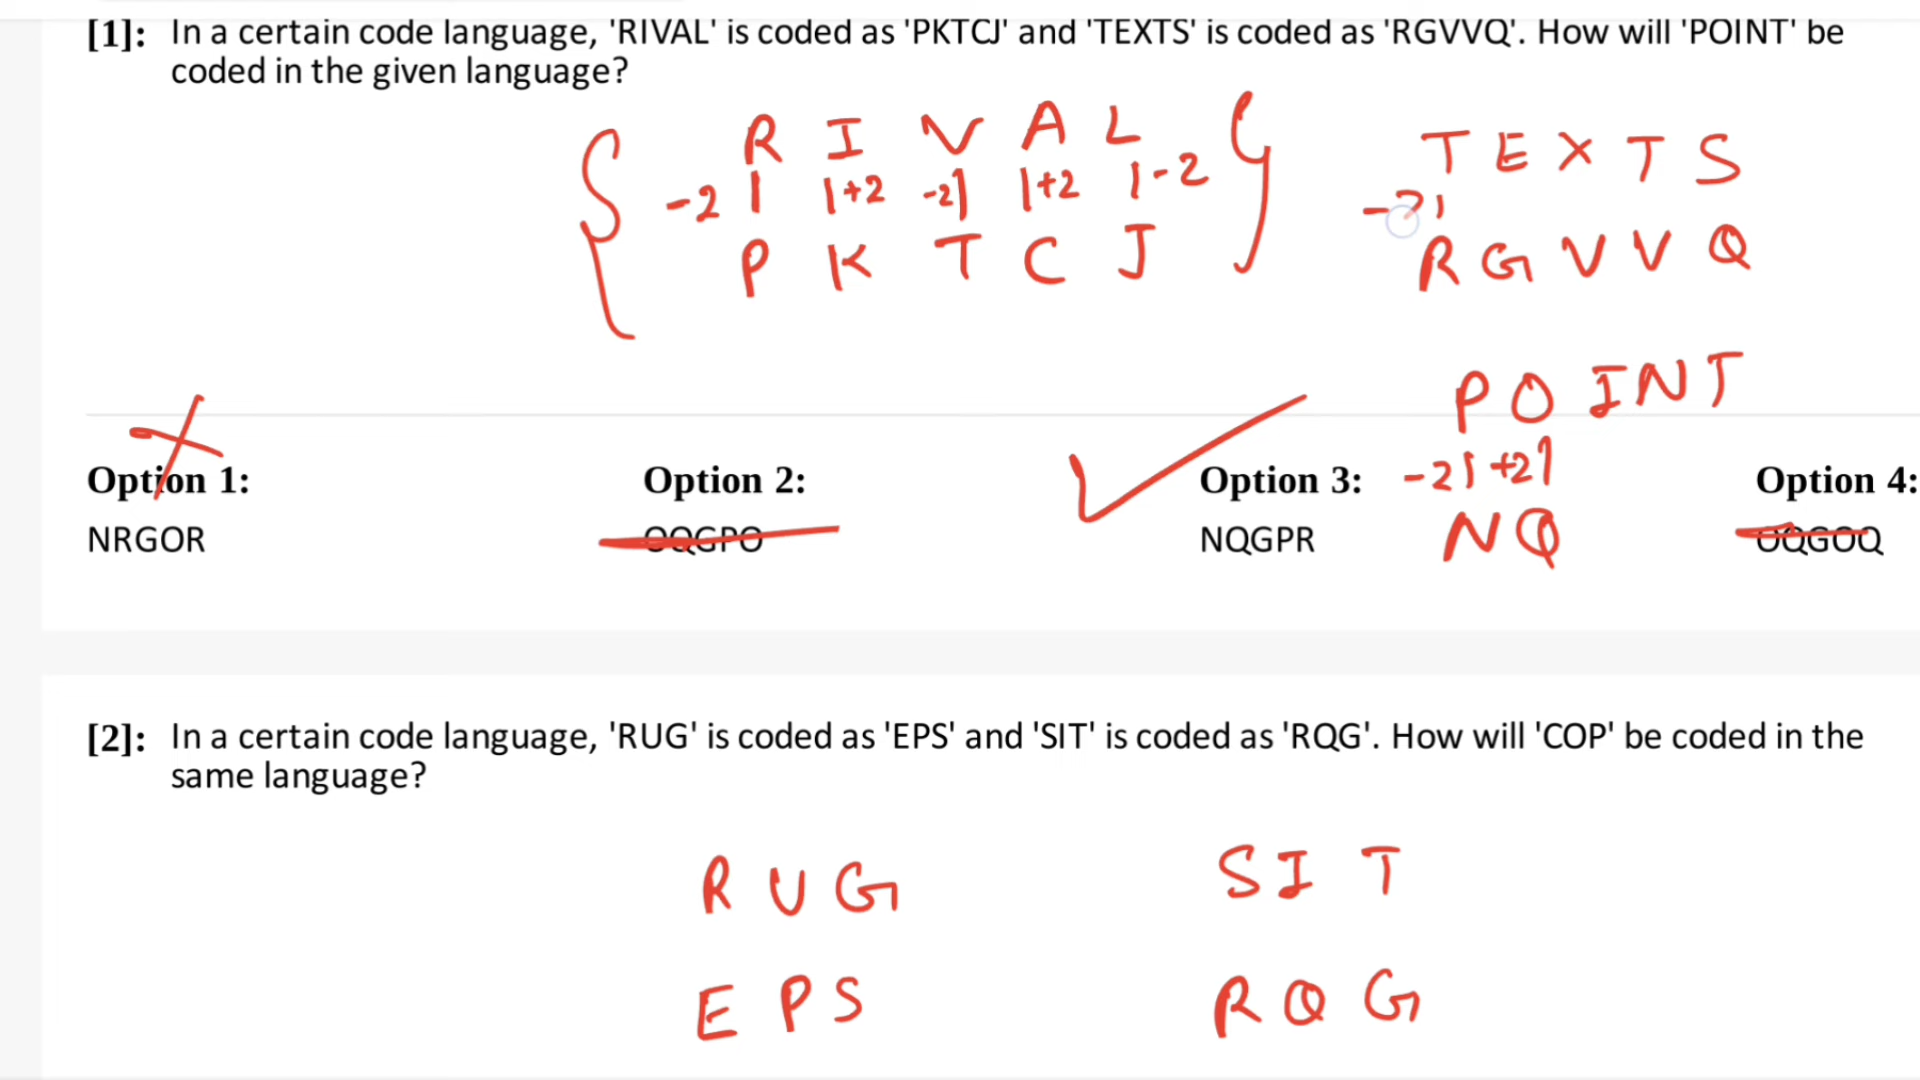 [1]: In a certain code language, 'RIVAL' is coded as 'PKTCJ' and 'TEXTS' is coded as 'RGVVQ'. How will 'POINT' be
coded in the given language?
R I V A L
-2 +2 -2 +2 -2
P K T C J
T E X T S
-2
R G V V Q
P O I N T
-2 +2
N Q
Option 1: Option 2: Option 3: Option 4:
NRGOR OQGPO NQGPR OQGOQ
[2]: In a certain code language, 'RUG' is coded as 'EPS' and 'SIT' is coded as 'RQG'. How will 'COP' be coded in the
same language?
R U G S I T
E P S R Q G